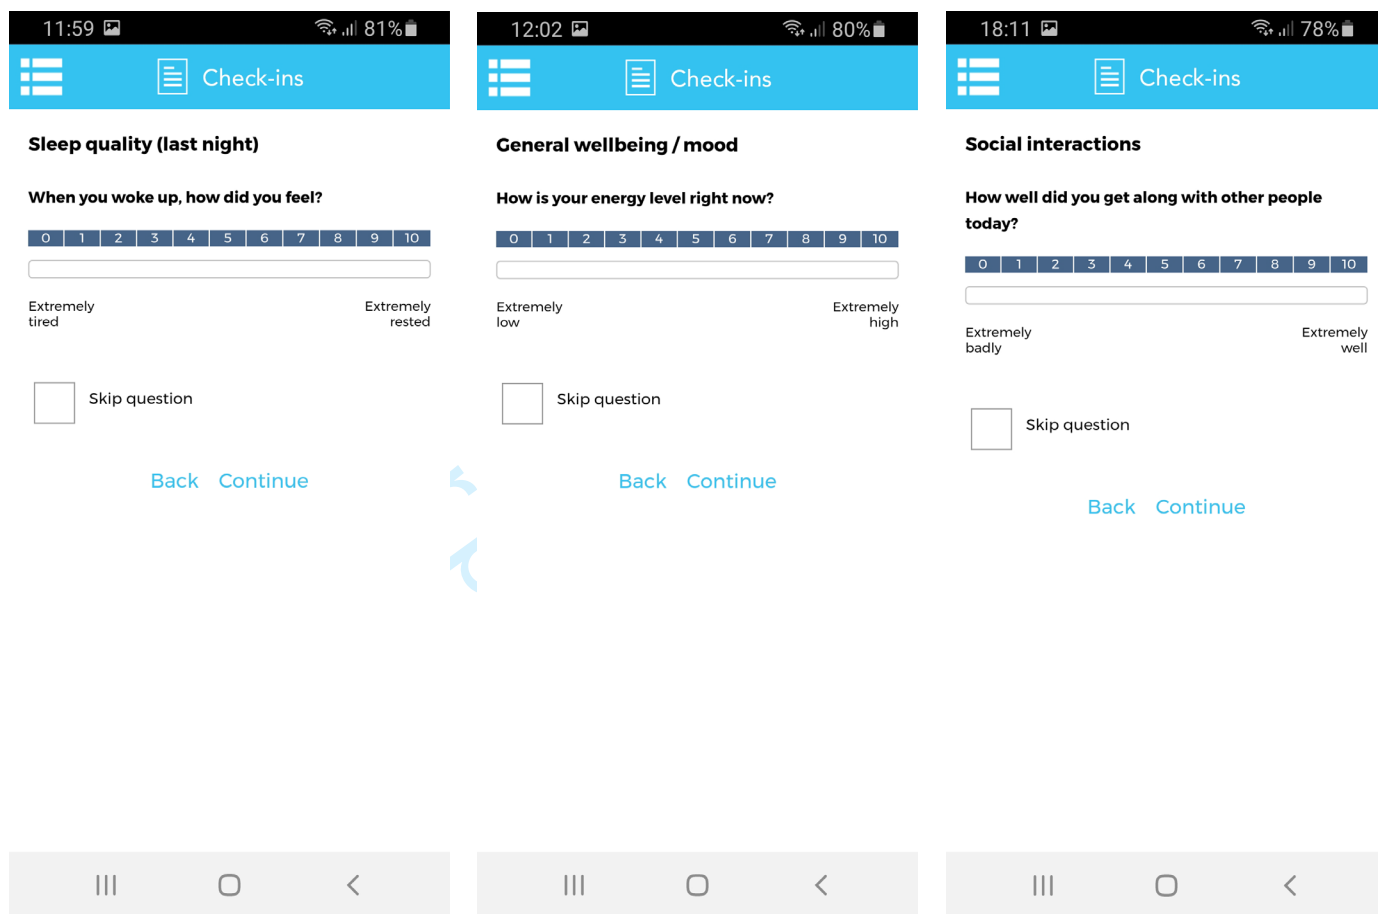 11:59 81%
Check-ins
Sleep quality (last night)
When you woke up, how did you feel?
0 1 2 3 4 5 6 7 8 9 10
Extremely tired
Extremely rested
Skip question
Back Continue
12:02 80%
Check-ins
General wellbeing / mood
How is your energy level right now?
0 1 2 3 4 5 6 7 8 9 10
Extremely low
Extremely high
Skip question
Back Continue
18:11 78%
Check-ins
Social interactions
How well did you get along with other people
today?
0 1 2 3 4 5 6 7 8 9 10
Extremely badly
Extremely well
Skip question
Back Continue